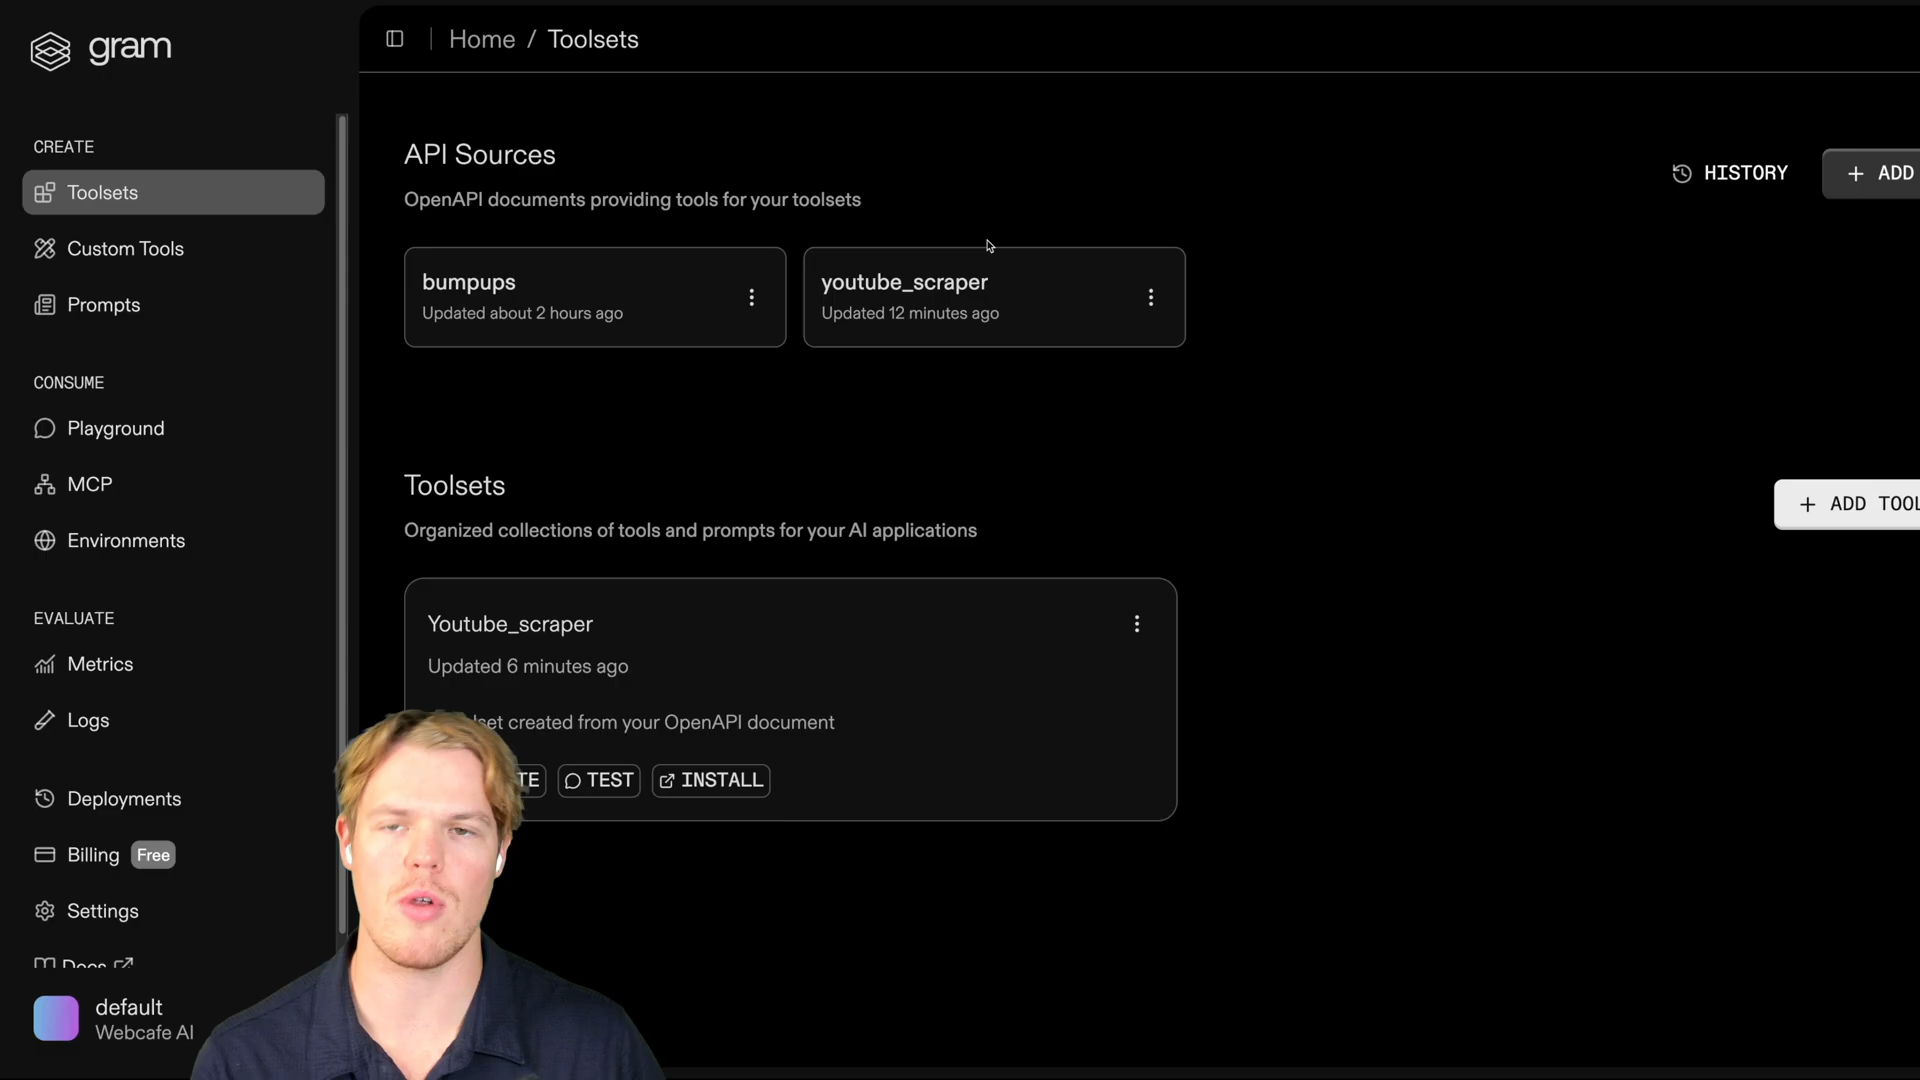 gram
Home / Toolsets
CREATE
Toolsets
Custom Tools
Prompts
CONSUME
Playground
MCP
Environments
EVALUATE
Metrics
Logs
Deployments
Billing Free
Settings
Docs
default
Webcafe AI
API Sources
OpenAPI documents providing tools for your toolsets
HISTORY
+ ADD
bumpups
Updated about 2 hours ago
youtube_scraper
Updated 12 minutes ago
Toolsets
Organized collections of tools and prompts for your AI applications
+ ADD TOOL
Youtube_scraper
Updated 6 minutes ago
created from your OpenAPI document
TEST
INSTALL